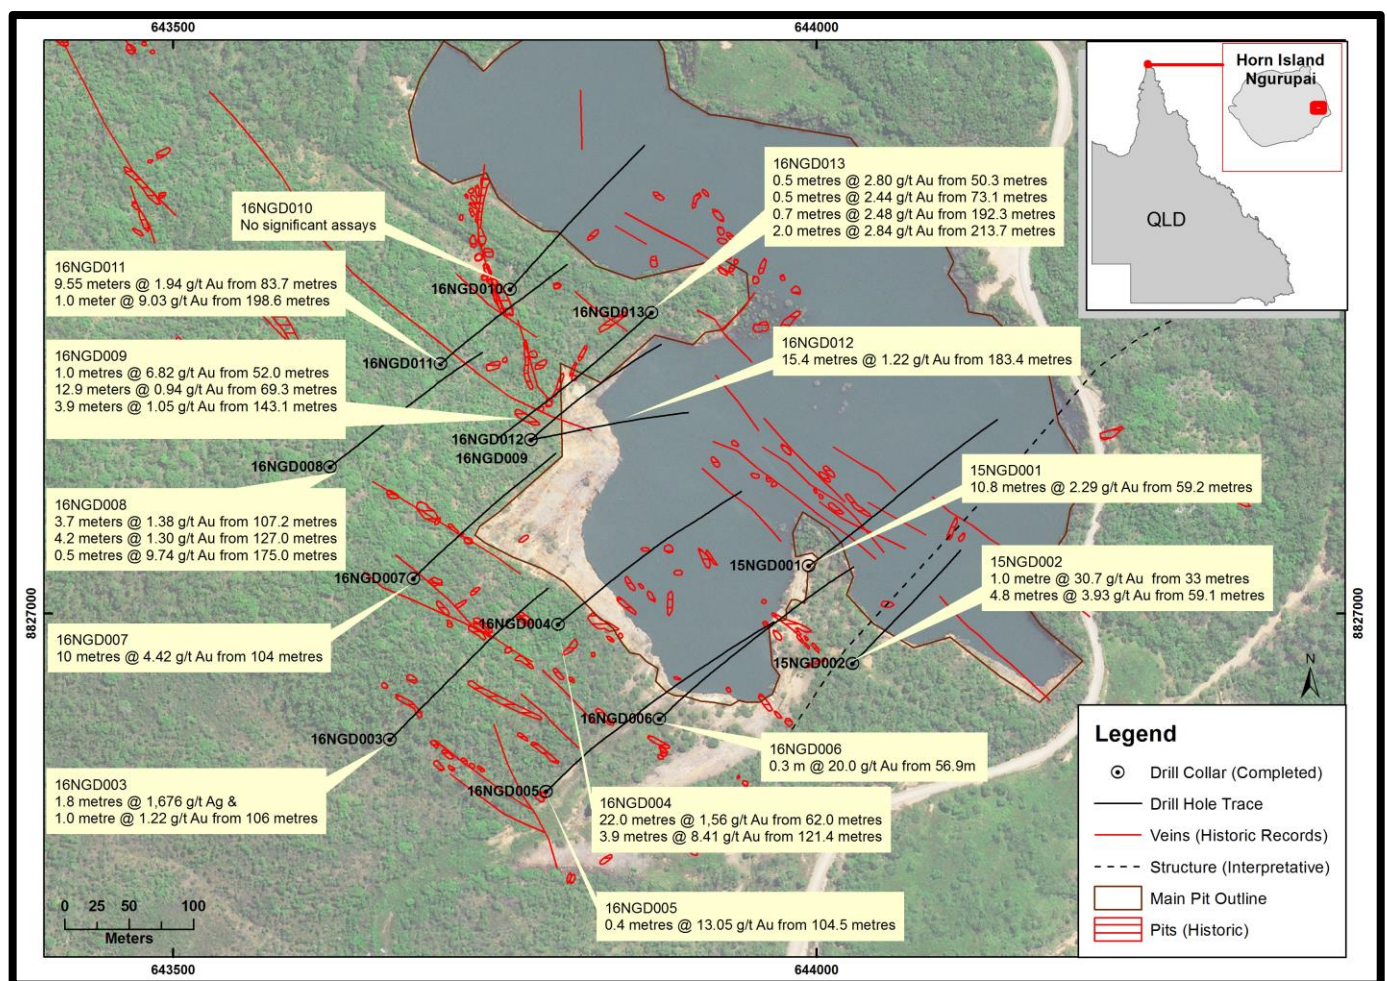 643500
644000
Horn Island
Ngurupai
QLD
16NGD013
0.5 metres @ 2.80 g/t Au from 50.3 metres
0.5 metres @ 2.44 g/t Au from 73.1 metres
0.7 metres @ 2.48 g/t Au from 192.3 metres
2.0 metres @ 2.84 g/t Au from 213.7 metres
16NGD010
No significant assays
16NGD011
9.55 meters @ 1.94 g/t Au from 83.7 metres
1.0 meter @ 9.03 g/t Au from 198.6 metres
16NGD010
16NGD013
16NGD012
15.4 metres @ 1.22 g/t Au from 183.4 metres
16NGD009
1.0 metres @ 6.82 g/t Au from 52.0 metres
12.9 metres @ 0.94 g/t Au from 69.3 metres
3.9 meters @ 1.05 g/t Au from 143.1 metres
16NGD011
16NGD012
16NGD009
16NGD008
15NGD001
10.8 metres @ 2.29 g/t Au from 59.2 metres
16NGD008
3.7 meters @ 1.38 g/t Au from 107.2 metres
4.2 meters @ 1.30 g/t Au from 127.0 metres
0.5 metres @ 9.74 g/t Au from 175.0 metres
15NGD001
15NGD002
1.0 metre @ 30.7 g/t Au from 33 metres
4.8 metres @ 3.93 g/t Au from 59.1 metres
16NGD007
8827000
8827000
16NGD004
16NGD007
10 metres @ 4.42 g/t Au from 104 metres
15NGD002
N
16NGD006
16NGD003
16NGD006
0.3 m @ 20.0 g/t Au from 56.9m
16NGD003
1.8 metres @ 1,676 g/t Ag &
1.0 metre @ 1.22 g/t Au from 106 metres
16NGD005
16NGD004
22.0 metres @ 1,56 g/t Au from 62.0 metres
3.9 metres @ 8.41 g/t Au from 121.4 metres
16NGD005
0.4 metres @ 13.05 g/t Au from 104.5 metres
0 25 50 100
Meters
Legend
Drill Collar (Completed)
Drill Hole Trace
Veins (Historic Records)
Structure (Interpretative)
Main Pit Outline
Pits (Historic)
643500
644000